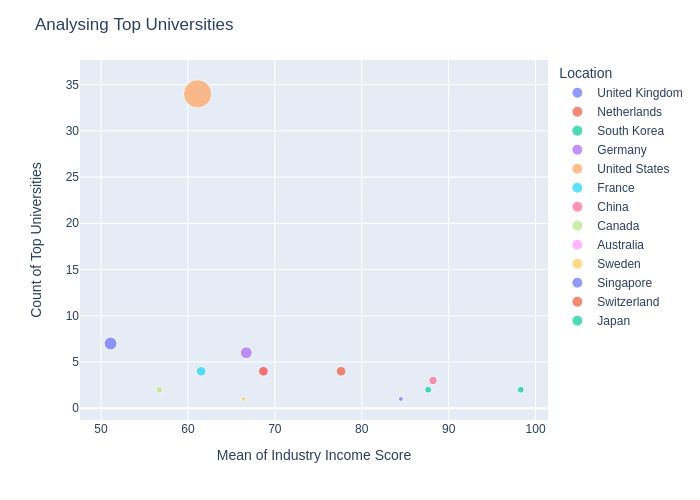 Analysing Top Universities
Count of Top Universities
35
30
25
20
15
10
5
0
50
60
70
80
90
100
Mean of Industry Income Score
Location
United Kingdom
Netherlands
South Korea
Germany
United States
France
China
Canada
Australia
Sweden
Singapore
Switzerland
Japan